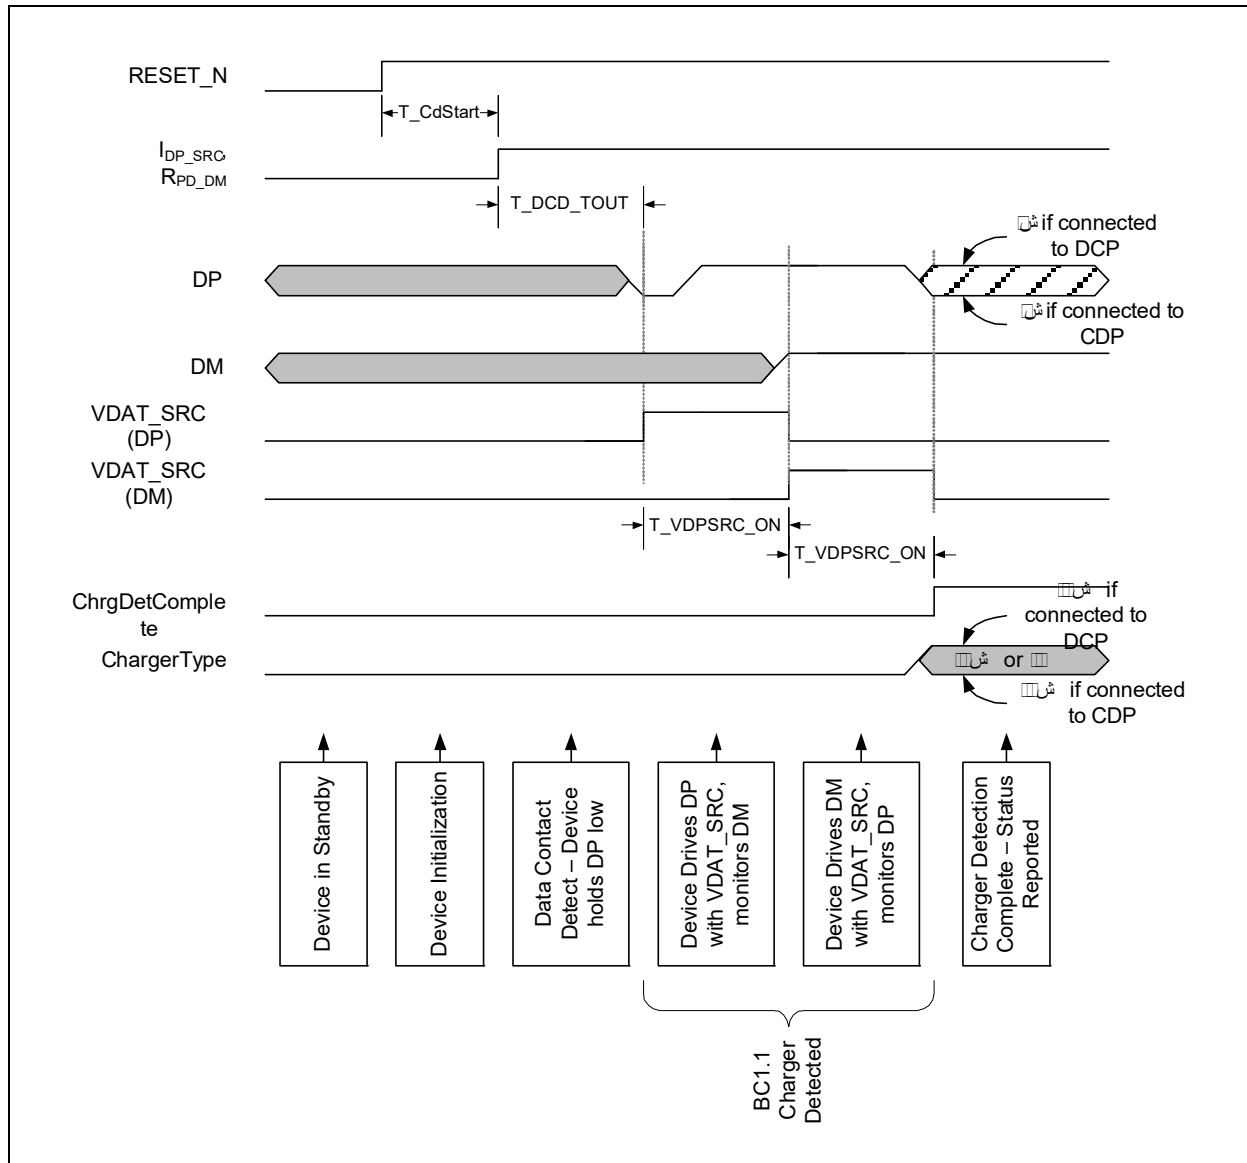 RESET_N
T_CdStart
IDP_SRC,
RPD_DM
T_DCD_TOUT
if connected
to DCP
DP
if connected to
CDP
DM
VDAT_SRC
(DP)
VDAT_SRC
(DM)
T_VDPSRC_ON
T_VDPSRC_ON
ChrgDetComple
te
if
connected to
DCP
ChargerType
or
if connected
to CDP
Device in Standby
Device Initialization
Data Contact
Detect – Device
holds DP low
Device Drives DP
with VDAT_SRC,
monitors DM
Device Drives DM
with VDAT_SRC,
monitors DP
Charger Detection
Complete – Status
Reported
BC1.1
Charger
Detected